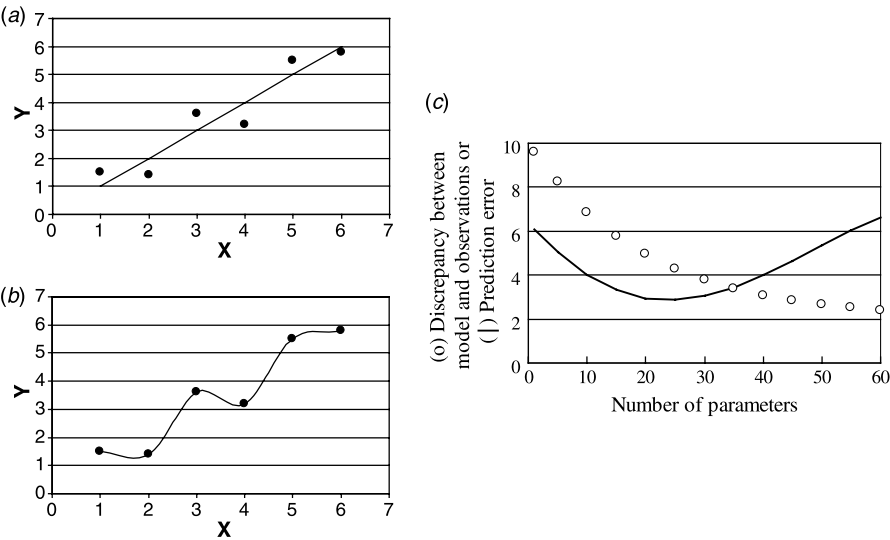 (a)
7
6
5
4
3
2
1
0
Y
0 1 2 3 4 5 6 7
X
(b)
7
6
5
4
3
2
1
0
Y
0 1 2 3 4 5 6 7
X
(c)
(o) Discrepancy between
model and observations or
(|) Prediction error
10
8
6
4
2
0
0 10 20 30 40 50 60
Number of parameters